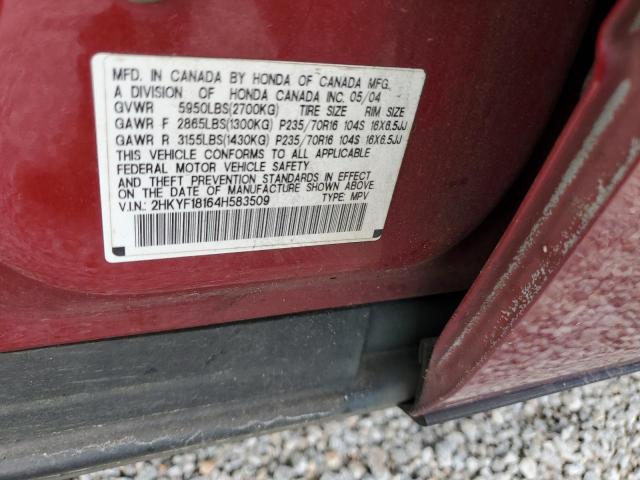 MFD. IN CANADA BY HONDA OF CANADA MFG.
A DIVISION OF HONDA CANADA INC. 05/04
GVWR 5950LBS(2700KG) TIRE SIZE RIM SIZE
GAWR F 2865LBS(1300KG) P235/70R16 104S 16X6.5JJ
GAWR R 3155LBS(1430KG) P235/70R16 104S 16X6.5JJ
THIS VEHICLE CONFORMS TO ALL APPLICABLE
FEDERAL MOTOR VEHICLE SAFETY
AND THEFT PREVENTION STANDARDS IN EFFECT
ON THE DATE OF MANUFACTURE SHOWN ABOVE.
V.I.N: 2HKYF18164H583509 TYPE: MPV